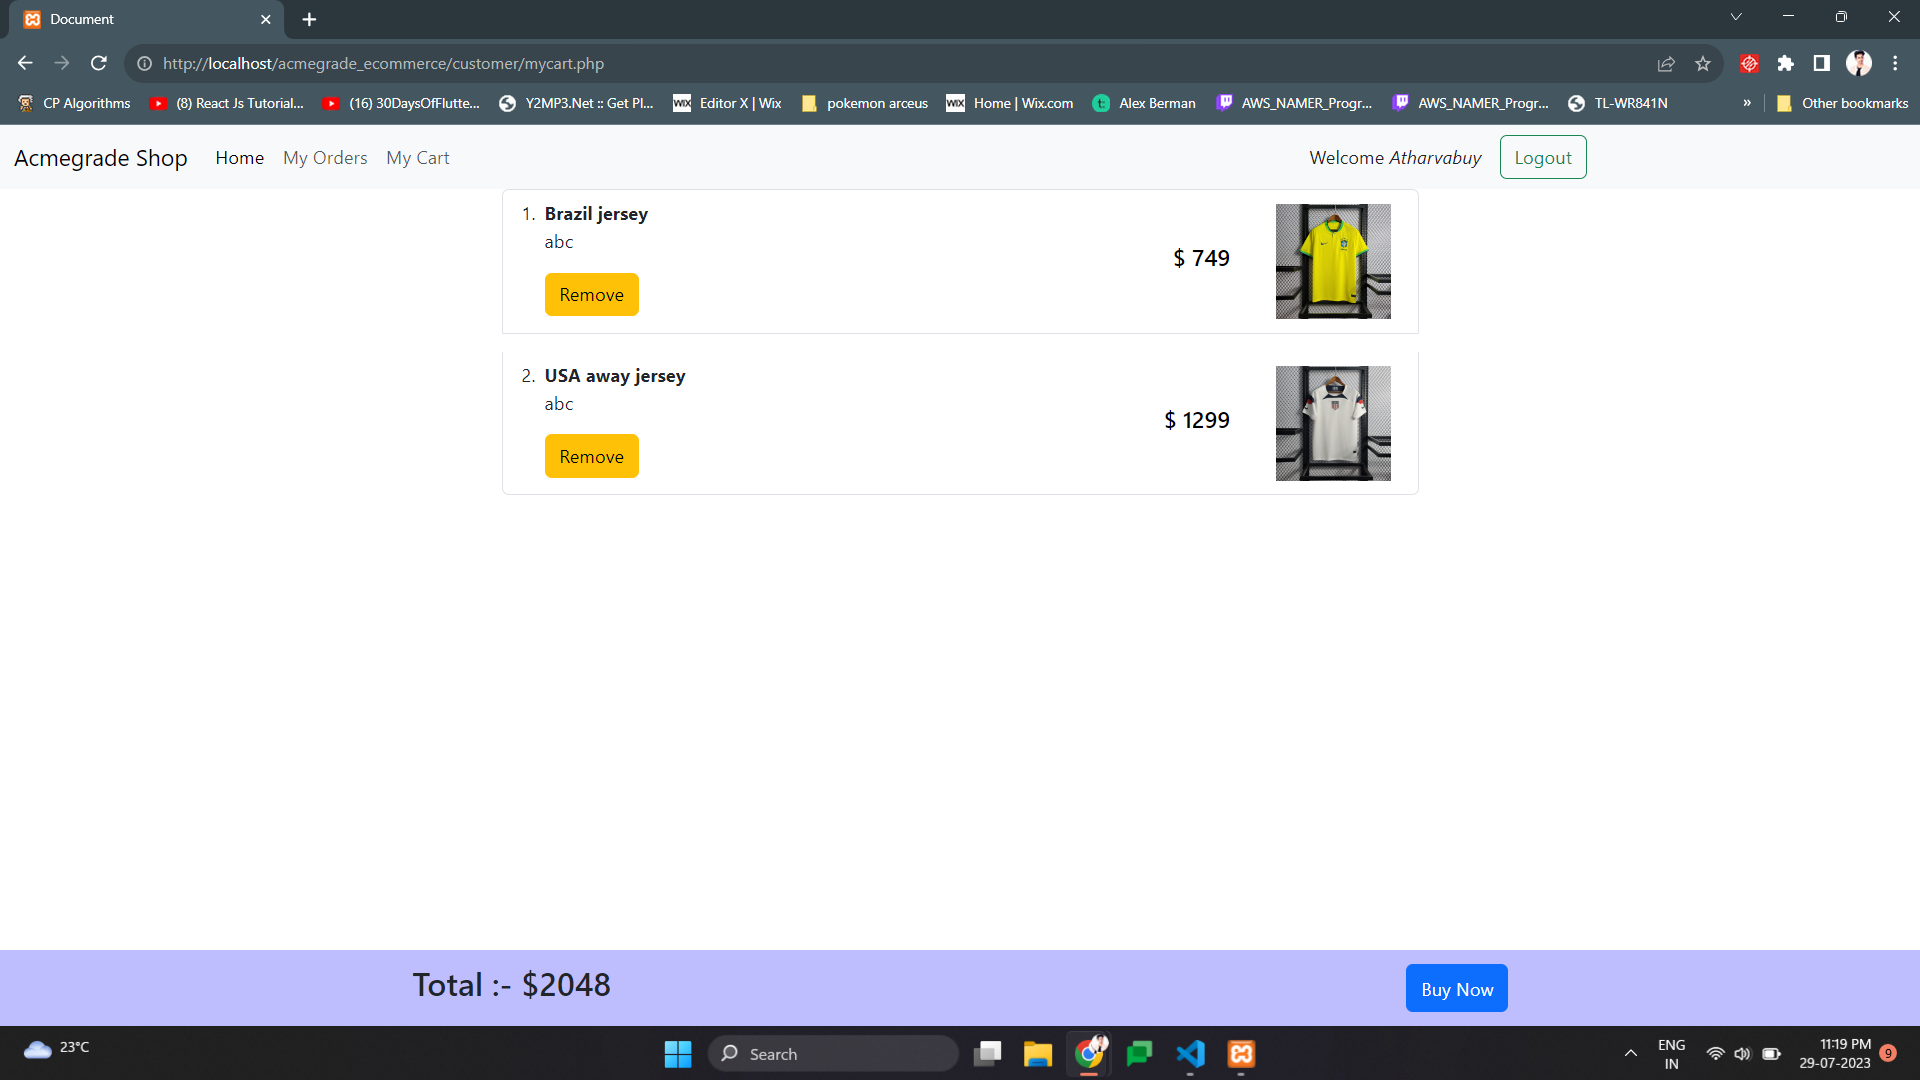 Document
http://localhost/acmegrade_ecommerce/customer/mycart.php
CP Algorithms (8) React Js Tutorial... (16) 30DaysOfFlutte... Y2MP3.Net :: Get Pl... WIX Editor X | Wix pokemon arceus WIX Home | Wix.com t Alex Berman AWS_NAMER_Progr... AWS_NAMER_Progr... TL-WR841N » Other bookmarks
Acmegrade Shop Home My Orders My Cart Welcome Atharvabuy Logout
1. Brazil jersey
abc
$ 749
Remove
2. USA away jersey
abc
$ 1299
Remove
Total :- $2048 Buy Now
23°C
Search
ENG
IN
11:19 PM
29-07-2023
9